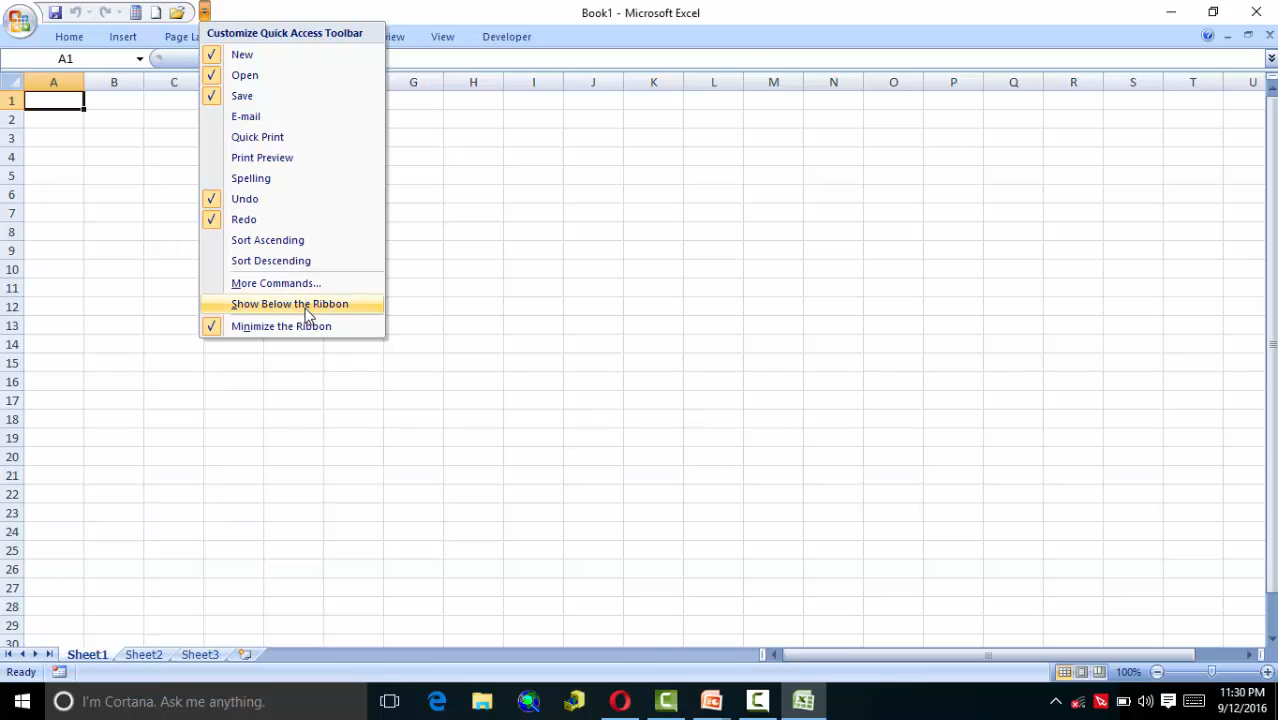 Book1 - Microsoft Excel
Home Insert Page La view View Developer
A1
Customize Quick Access Toolbar
New
Open
Save
E-mail
Quick Print
Print Preview
Spelling
Undo
Redo
Sort Ascending
Sort Descending
More Commands...
Show Below the Ribbon
Minimize the Ribbon
A B C G H I J K L M N O P Q R S T U
1
2
3
4
5
6
7
8
9
10
11
12
13
14
15
16
17
18
19
20
21
22
23
24
25
26
27
28
29
30
Sheet1 Sheet2 Sheet3
Ready 100%
I'm Cortana. Ask me anything.
11:30 PM
9/12/2016